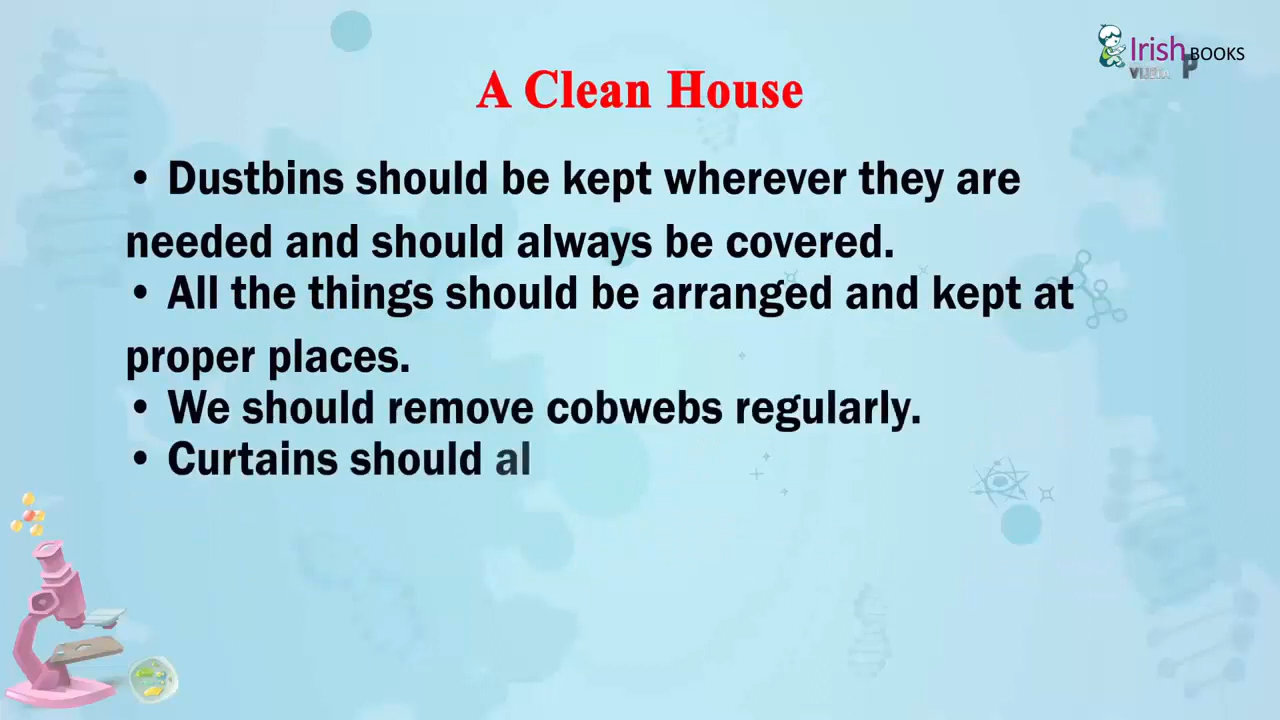 Irish BOOKS
A Clean House
• Dustbins should be kept wherever they are
needed and should always be covered.
• All the things should be arranged and kept at
proper places.
• We should remove cobwebs regularly.
• Curtains should al